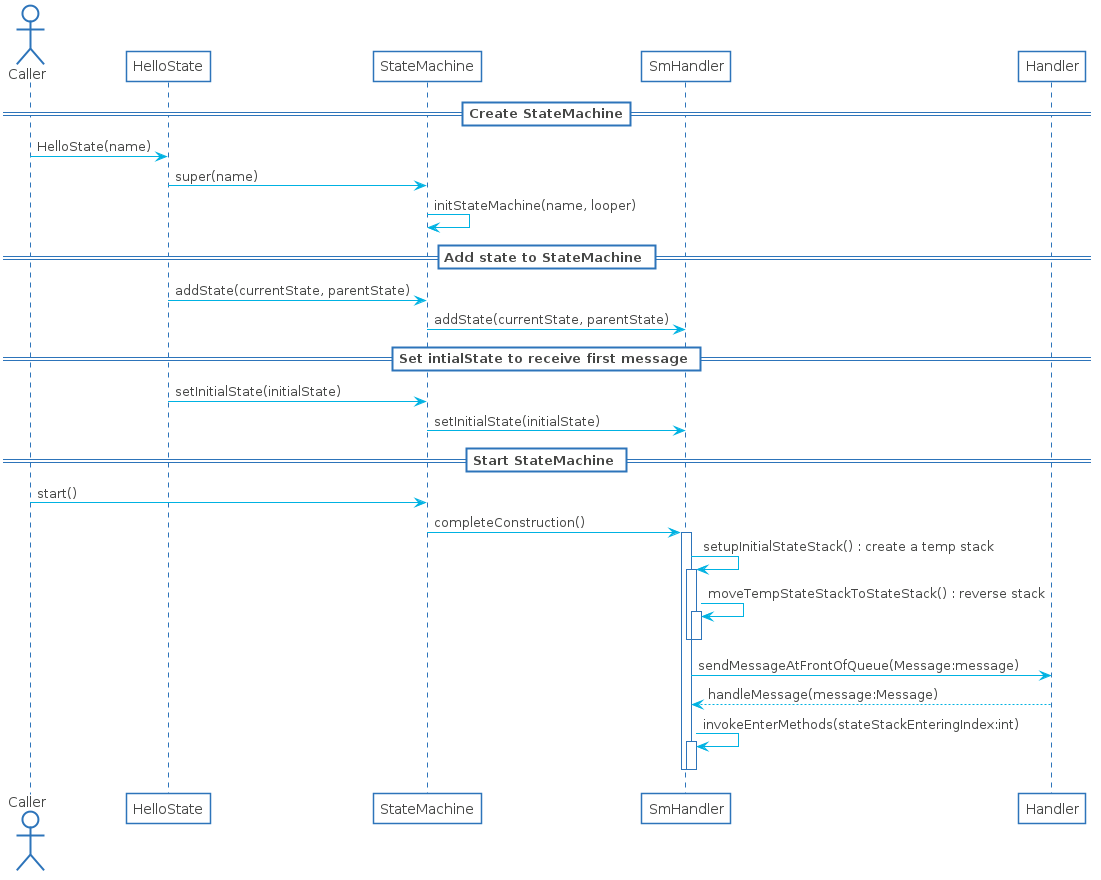 Caller
HelloState
StateMachine
SmHandler
Handler
Create StateMachine
HelloState(name)
super(name)
initStateMachine(name, looper)
Add state to StateMachine
addState(currentState, parentState)
addState(currentState, parentState)
Set intialState to receive first message
setInitialState(initialState)
setInitialState(initialState)
Start StateMachine
start()
completeConstruction()
setupInitialStateStack() : create a temp stack
moveTempStateStackToStateStack() : reverse stack
sendMessageAtFrontOfQueue(Message:message)
handleMessage(message:Message)
invokeEnterMethods(stateStackEnteringIndex:int)
Caller
HelloState
StateMachine
SmHandler
Handler